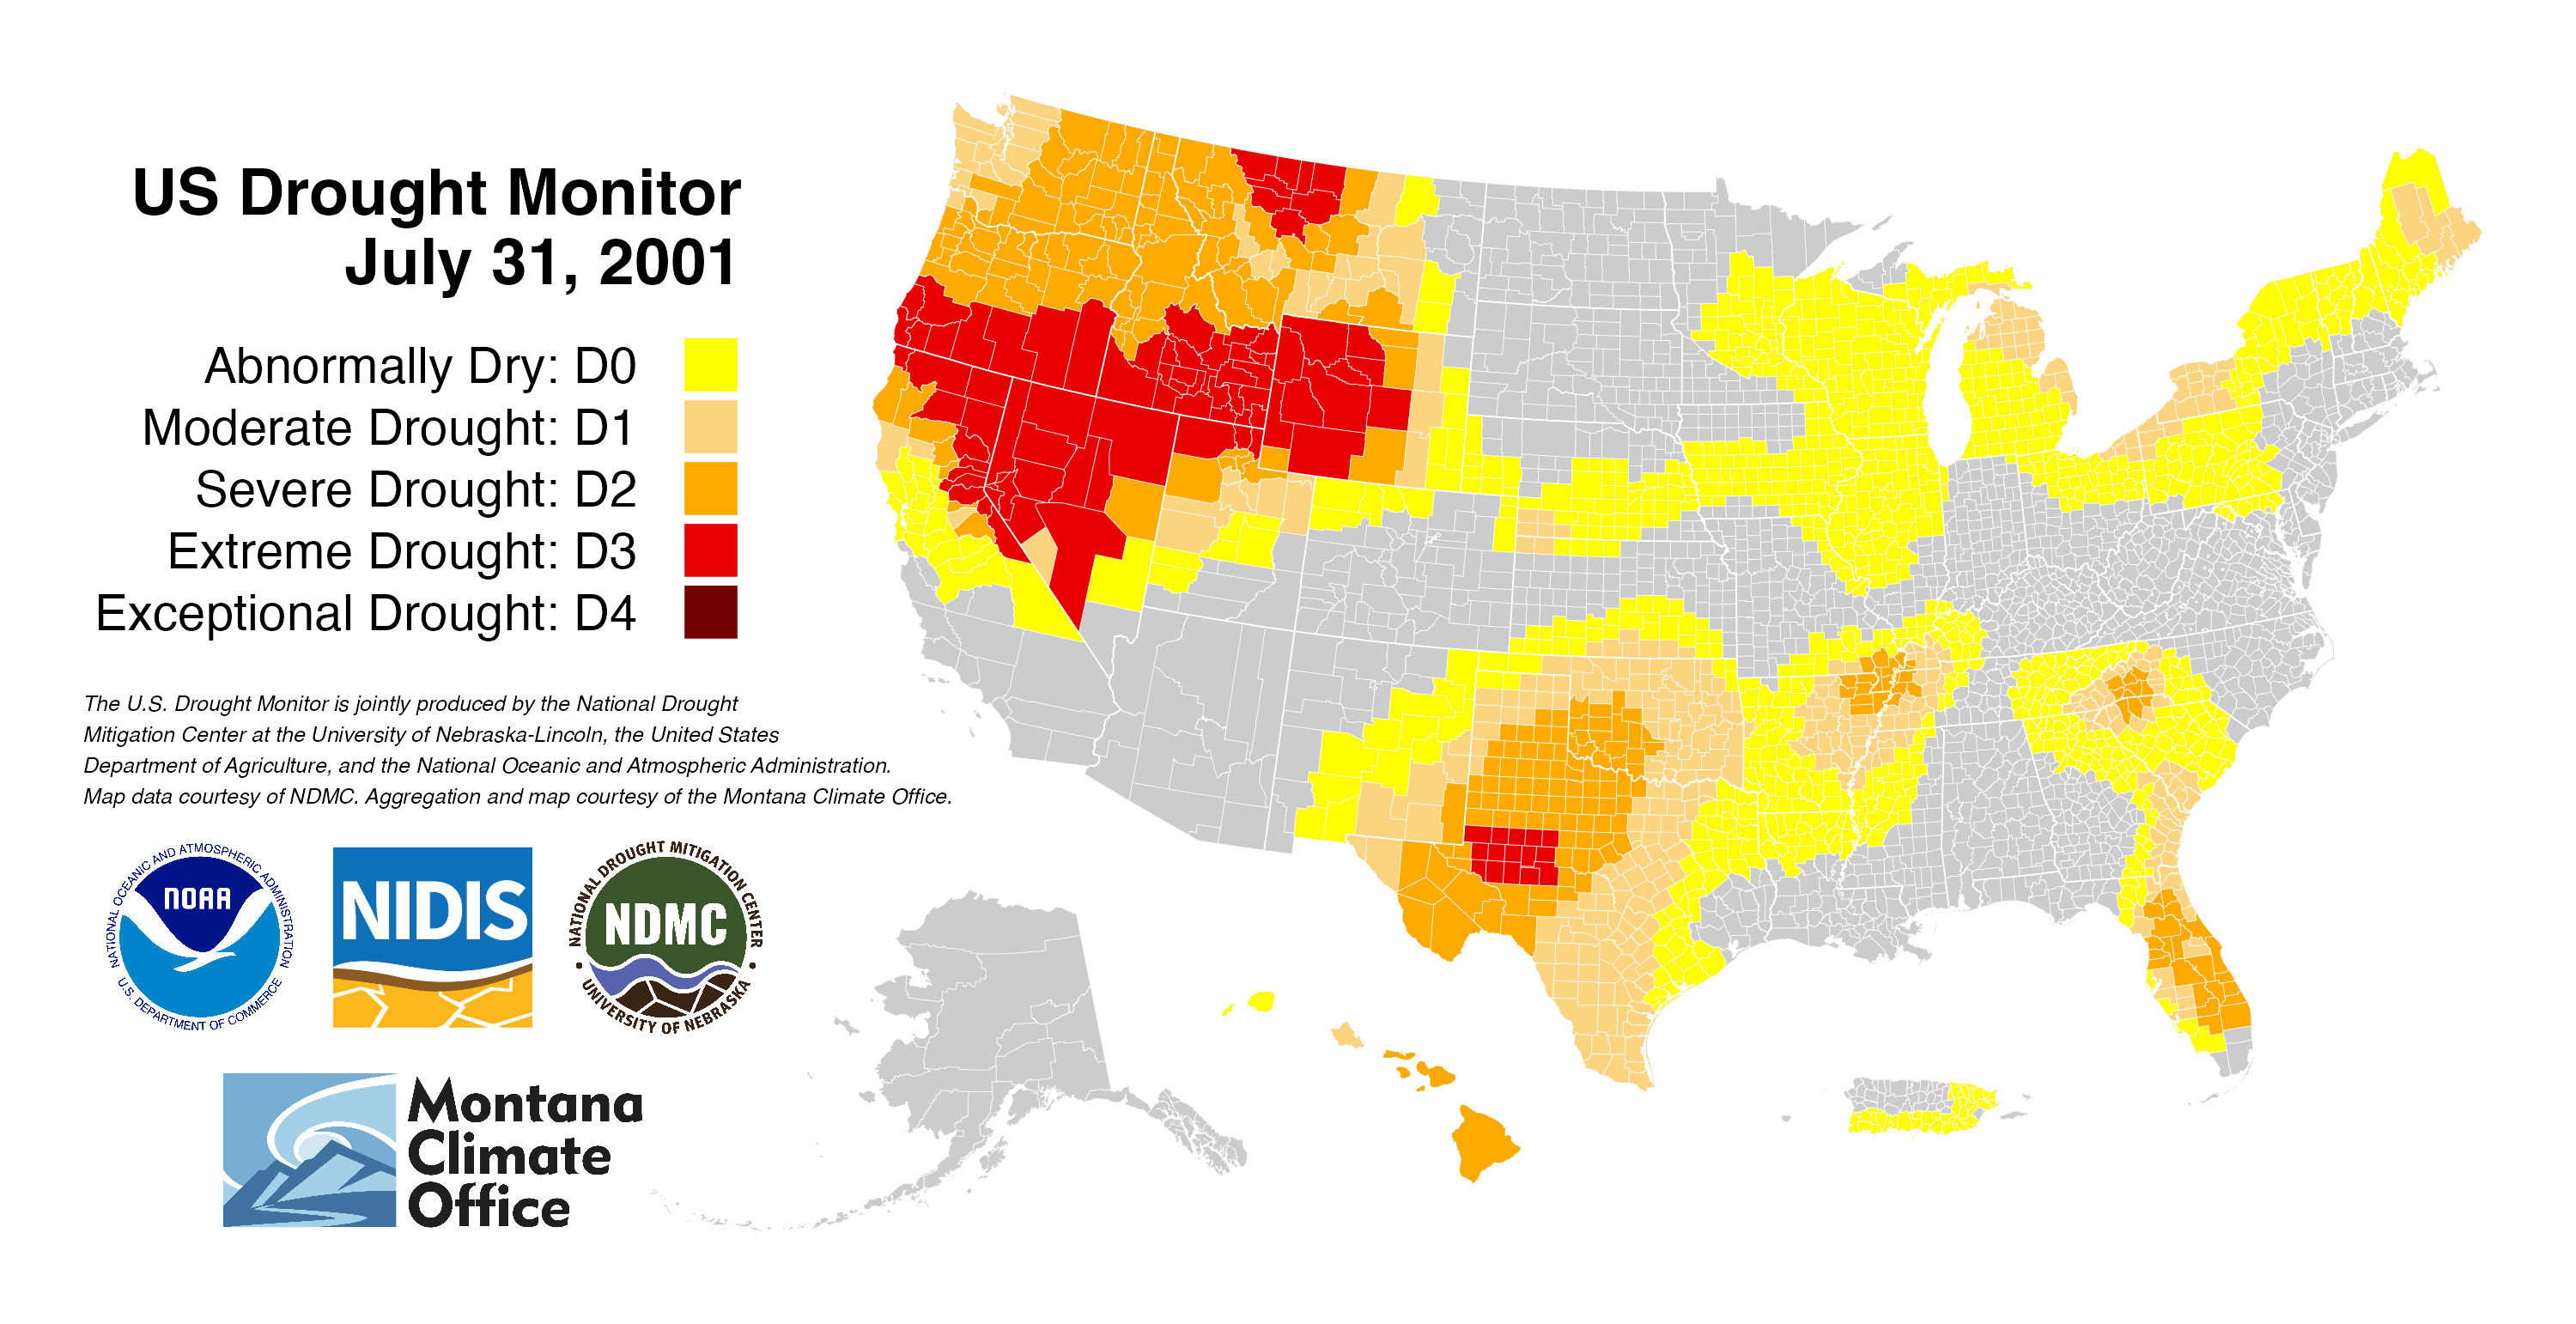 US Drought Monitor
July 31, 2001
Abnormally Dry: D0
Moderate Drought: D1
Severe Drought: D2
Extreme Drought: D3
Exceptional Drought: D4
The U.S. Drought Monitor is jointly produced by the National Drought
Mitigation Center at the University of Nebraska-Lincoln, the United States
Department of Agriculture, and the National Oceanic and Atmospheric Administration.
Map data courtesy of NDMC. Aggregation and map courtesy of the Montana Climate Office.
NATIONAL OCEANIC AND ATMOSPHERIC ADMINISTRATION
NOAA
U.S. DEPARTMENT OF COMMERCE
NIDIS
NATIONAL DROUGHT MITIGATION CENTER
NDMC
UNIVERSITY OF NEBRASKA
Montana
Climate
Office